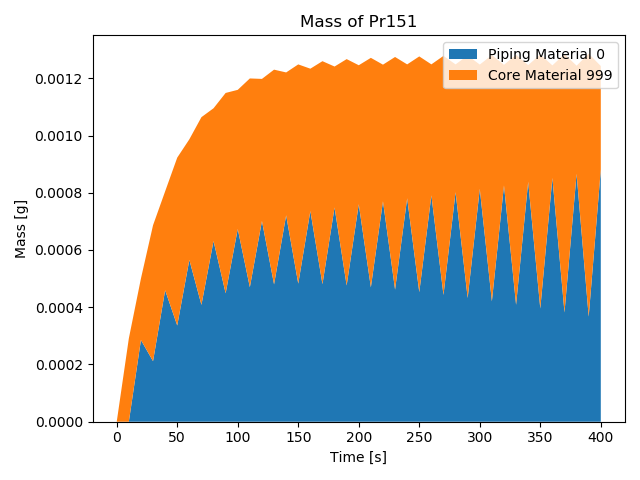 Mass of Pr151
Piping Material 0
Core Material 999
Mass [g]
0.0012
0.0010
0.0008
0.0006
0.0004
0.0002
0.0000
0 50 100 150 200 250 300 350 400
Time [s]